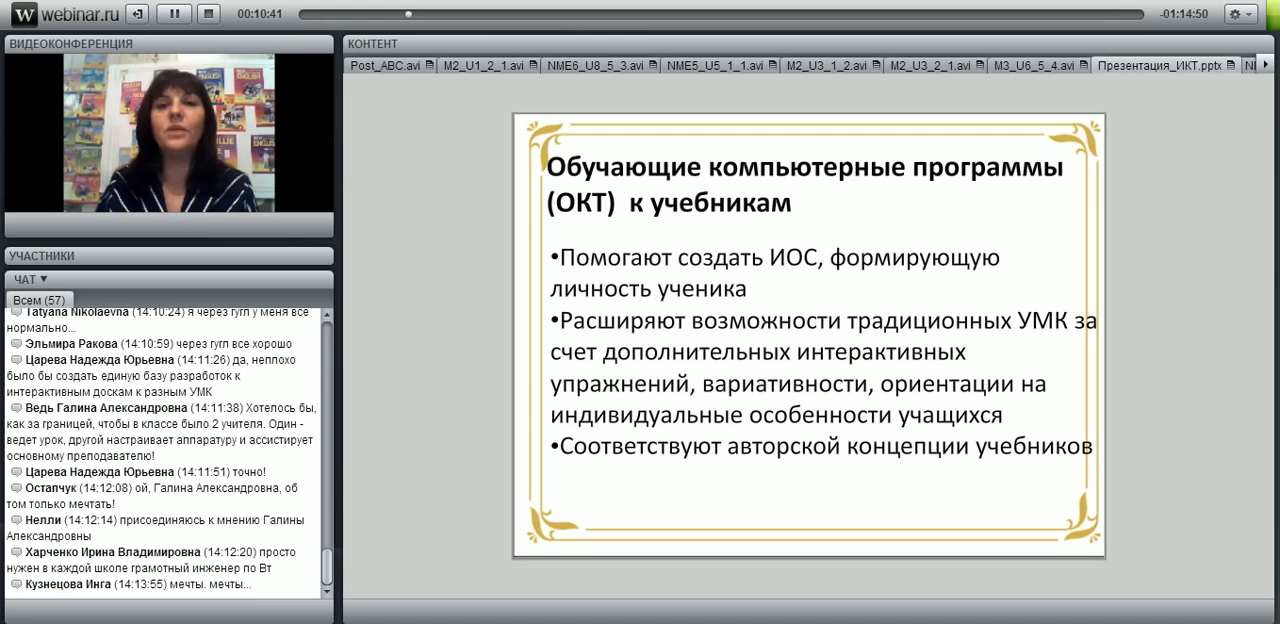 W webinar.ru
00:10:41
-01:14:50
ВИДЕОКОНФЕРЕНЦИЯ
УЧАСТНИКИ
ЧАТ ▼
Всем (57)
Tatyana Nikolaevna (14:10:24) я через гугл у меня все
нормально...
Эльмира Ракова (14:10:59) через гугл все хорошо
Царева Надежда Юрьевна (14:11:26) да, неплохо
было бы создать единую базу разработок к
интерактивным доскам к разным УМК
Ведь Галина Александровна (14:11:38) Хотелось бы,
как за границей, чтобы в классе было 2 учителя. Один -
ведет урок, другой настраивает аппаратуру и ассистирует
основному преподавателю!
Царева Надежда Юрьевна (14:11:51) точно!
Остапчук (14:12:08) ой, Галина Александровна, об
том только мечтать!
Нелли (14:12:14) присоединяюсь к мнению Галины
Александровны
Харченко Ирина Владимировна (14:12:20) просто
нужен в каждой школе грамотный инженер по Вт
Кузнецова Инга (14:13:55) мечты. мечты...
КОНТЕНТ
Post_ABC.avi M2_U1_2_1.avi NME6_U8_5_3.avi NME5_U5_1_1.avi M2_U3_1_2.avi M2_U3_2_1.avi M3_U6_5_4.avi Презентация_ИКТ.pptx
Обучающие компьютерные программы
(ОКТ) к учебникам
•Помогают создать ИОС, формирующую
личность ученика
•Расширяют возможности традиционных УМК за
счет дополнительных интерактивных
упражнений, вариативности, ориентации на
индивидуальные особенности учащихся
•Соответствуют авторской концепции учебников